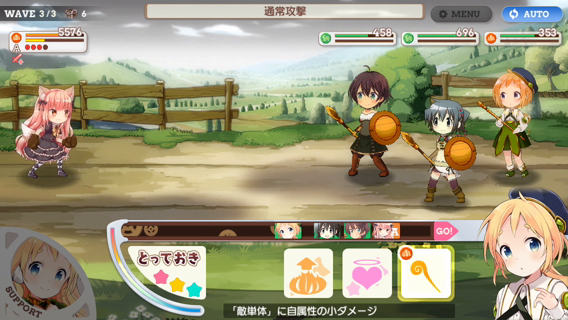 WAVE 3/3 6
通常攻撃
MENU
AUTO
5576
A
458
696
353
A
GO!
とっておき
SUPPORT
「敵単体」に自属性の小ダメージ